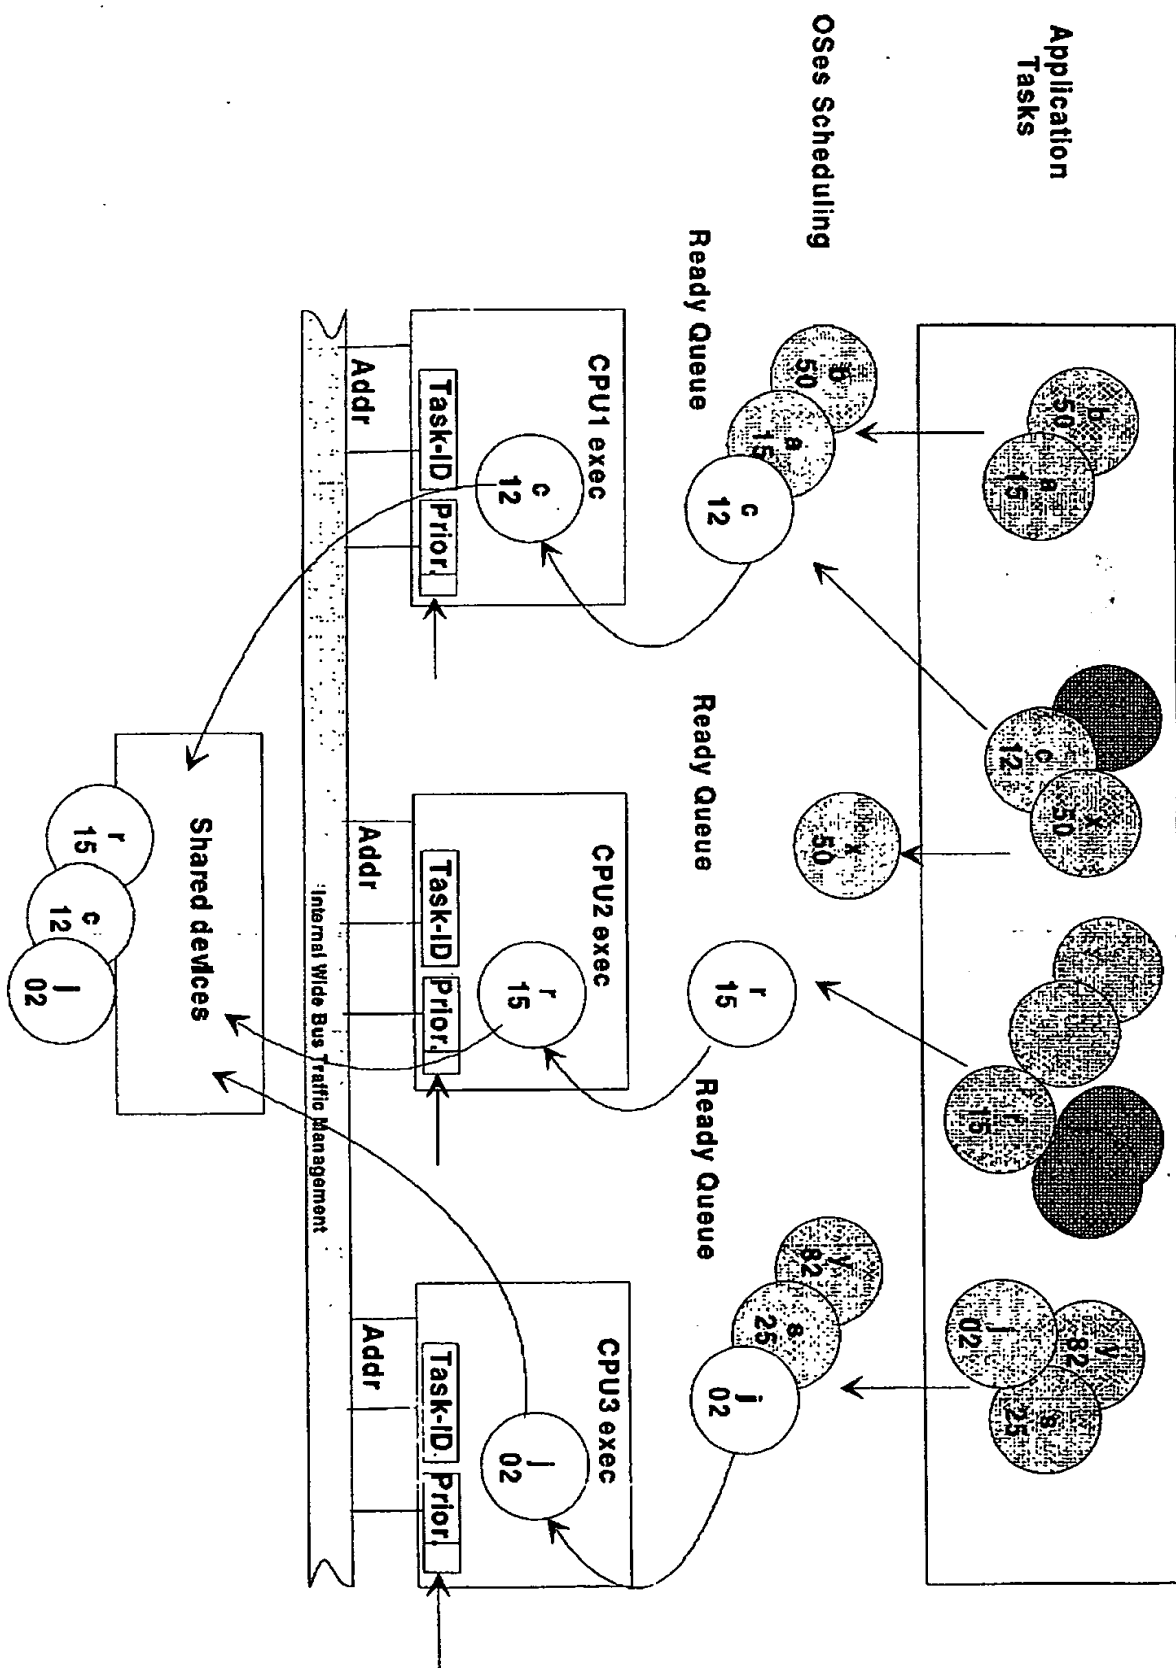 Application
Tasks
b
50
a
15
c
12
x
50
r
15
j
02
y
82
s
25
OSes Scheduling
b
50
a
15
c
12
x
50
r
15
y
82
s
25
j
02
Ready Queue
Ready Queue
Ready Queue
CPU1 exec
c
12
Task-ID
Prior.
Addr
CPU2 exec
r
15
Task-ID
Prior.
Addr
CPU3 exec
j
02
Task-ID.
Prior.
Addr
Internal Wide Bus Traffic Management
Shared devices
r
15
c
12
j
02